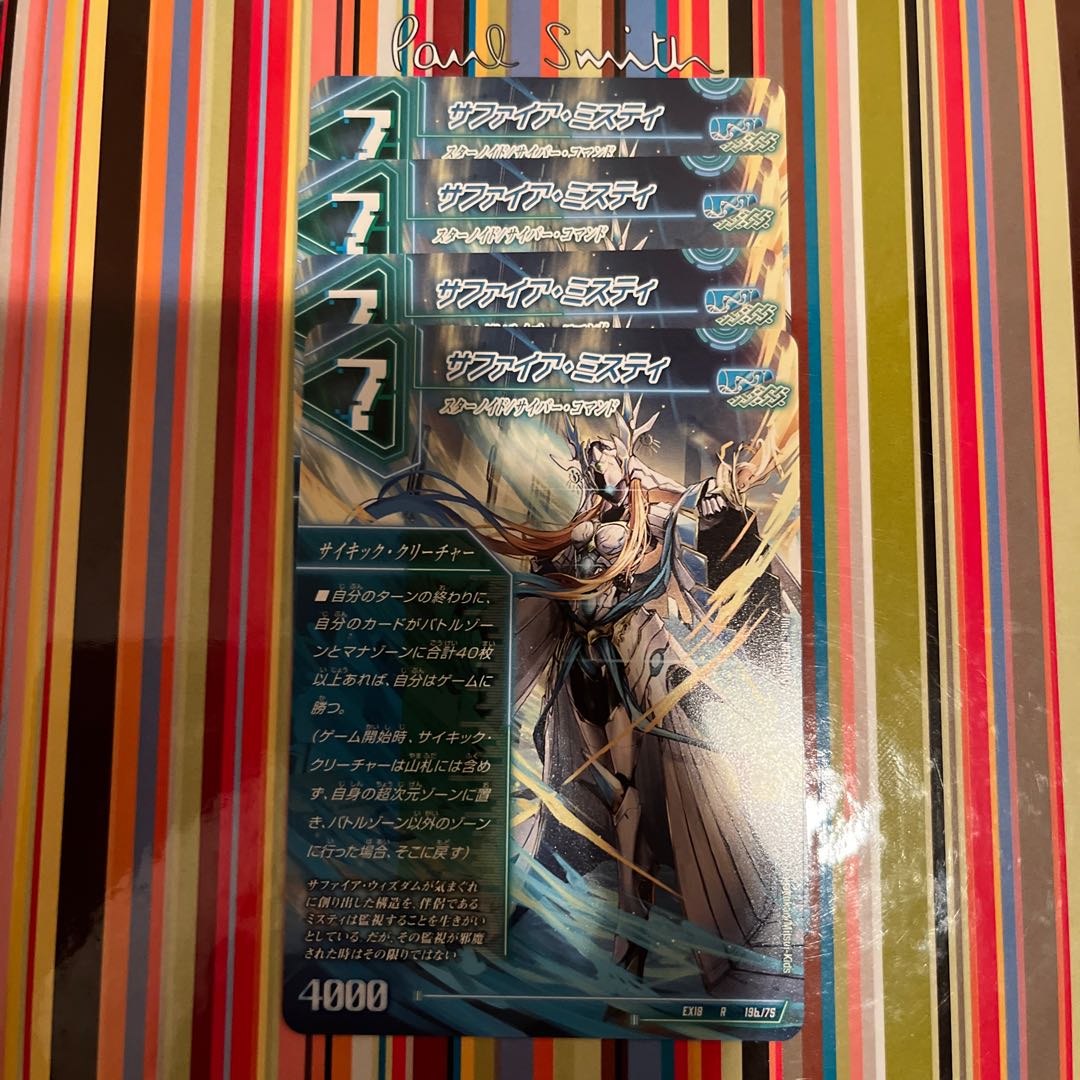 Paul Smith
7
サファイア・ミスティ
スターノイド/サイバー・コマンド
7
サファイア・ミスティ
スターノイド/サイバー・コマンド
7
サファイア・ミスティ
7
サファイア・ミスティ
スターノイド/サイバー・コマンド
サイキック・クリーチャー
■自分のターンの終わりに、
自分のカードがバトルゾー
ンとマナゾーンに合計40枚
以上あれば、自分はゲームに
勝つ。
(ゲーム開始時、サイキック・
クリーチャーは山札には含め
ず、自身の超次元ゾーンに置
き、バトルゾーン以外のゾーン
に行った場合、そこに戻す)
サファイア・ウィズダムが気まぐれ
に創り出した構造を、伴侶である
ミスティは監視することを生きがい
としている。だが、その監視が邪魔
された時はその限りではない。
4000
EX19 R 19b/75
Mitsui-Kids